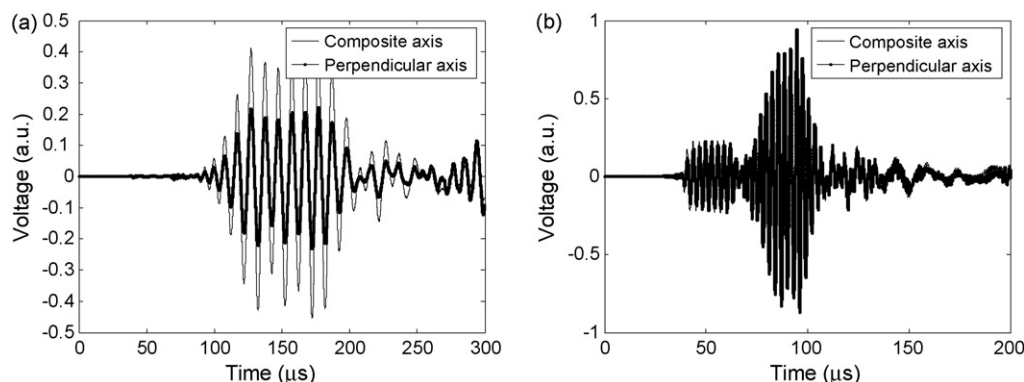 (a)
Voltage (a.u.)
0.5
0.4
0.3
0.2
0.1
0
-0.1
-0.2
-0.3
-0.4
-0.5
Composite axis
Perpendicular axis
0 50 100 150 200 250 300
Time (μs)
(b)
Voltage (a.u.)
1
0.5
0
-0.5
-1
Composite axis
Perpendicular axis
0 50 100 150 200
Time (μs)